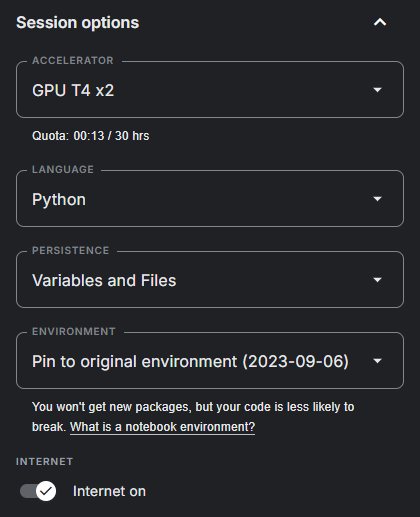 Session options
ACCELERATOR
GPU T4 x2
Quota: 00:13 / 30 hrs
LANGUAGE
Python
PERSISTENCE
Variables and Files
ENVIRONMENT
Pin to original environment (2023-09-06)
You won't get new packages, but your code is less likely to
break. What is a notebook environment?
INTERNET
Internet on